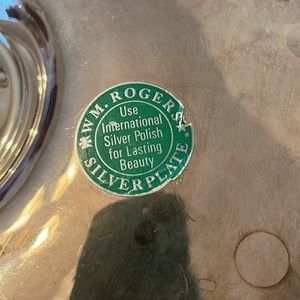 WM. ROGERS
Use
International
Silver Polish
for Lasting
Beauty
SILVERPLATE